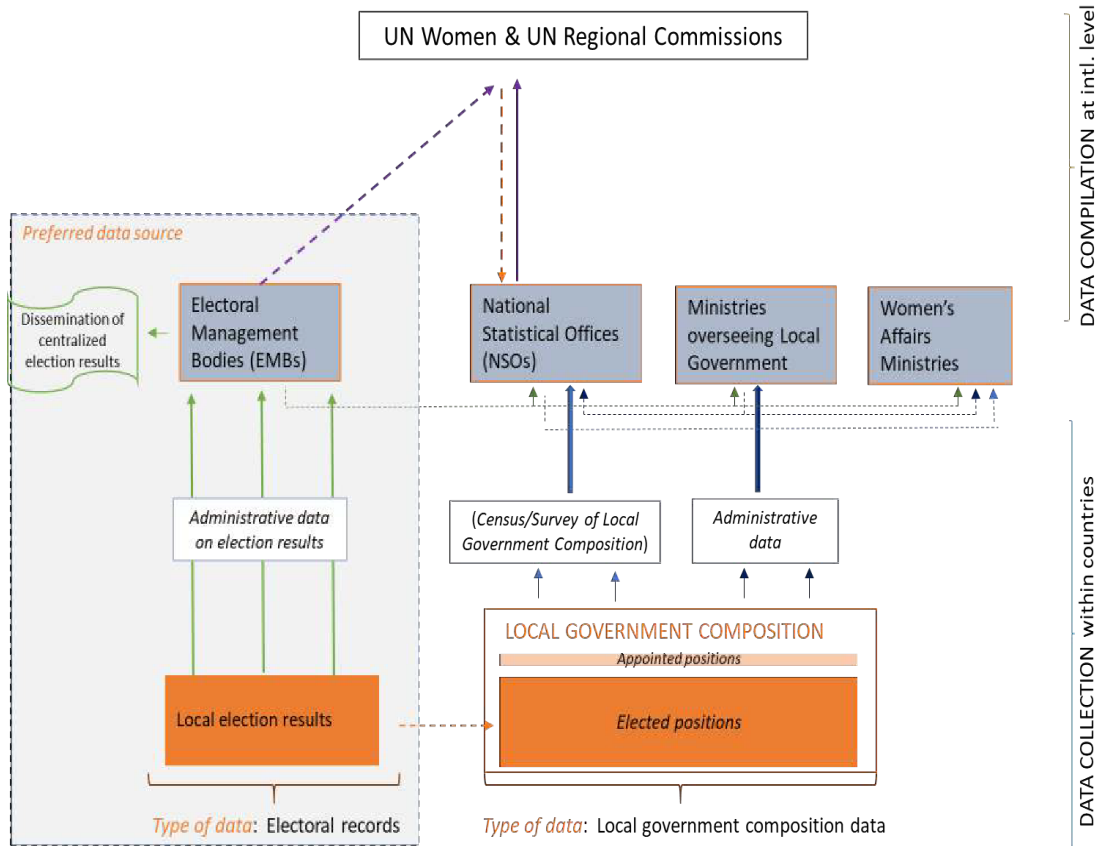 UN Women & UN Regional Commissions
DATA COMPILATION at intl. level
Preferred data source
Dissemination of
centralized
election results
Electoral
Management
Bodies (EMBs)
National
Statistical Offices
(NSOs)
Ministries
overseeing Local
Government
Women's
Affairs
Ministries
DATA COLLECTION within countries
Administrative data
on election results
(Census/Survey of Local
Government Composition)
Administrative
data
LOCAL GOVERNMENT COMPOSITION
Appointed positions
Local election results
Elected positions
Type of data: Electoral records
Type of data: Local government composition data